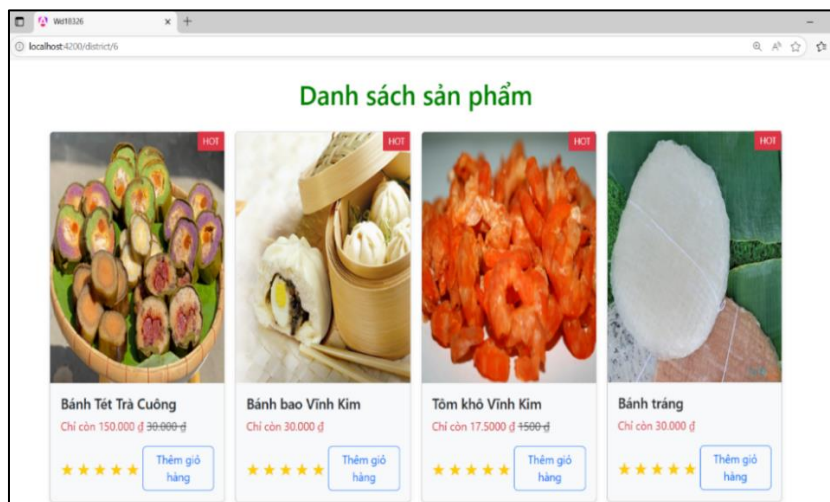 Wd18326
localhost:4200/district/6
Danh sách sản phẩm
HOT
HOT
HOT
HOT
Bánh Tét Trà Cuông
Chỉ còn 150.000 ₫ 30.000 ₫
Thêm giỏ
hàng
Bánh bao Vĩnh Kim
Chỉ còn 30.000 ₫
Thêm giỏ
hàng
Tôm khô Vĩnh Kim
Chỉ còn 17.5000 ₫ 1500 ₫
Thêm giỏ
hàng
Bánh tráng
Chỉ còn 30.000 ₫
Thêm giỏ
hàng